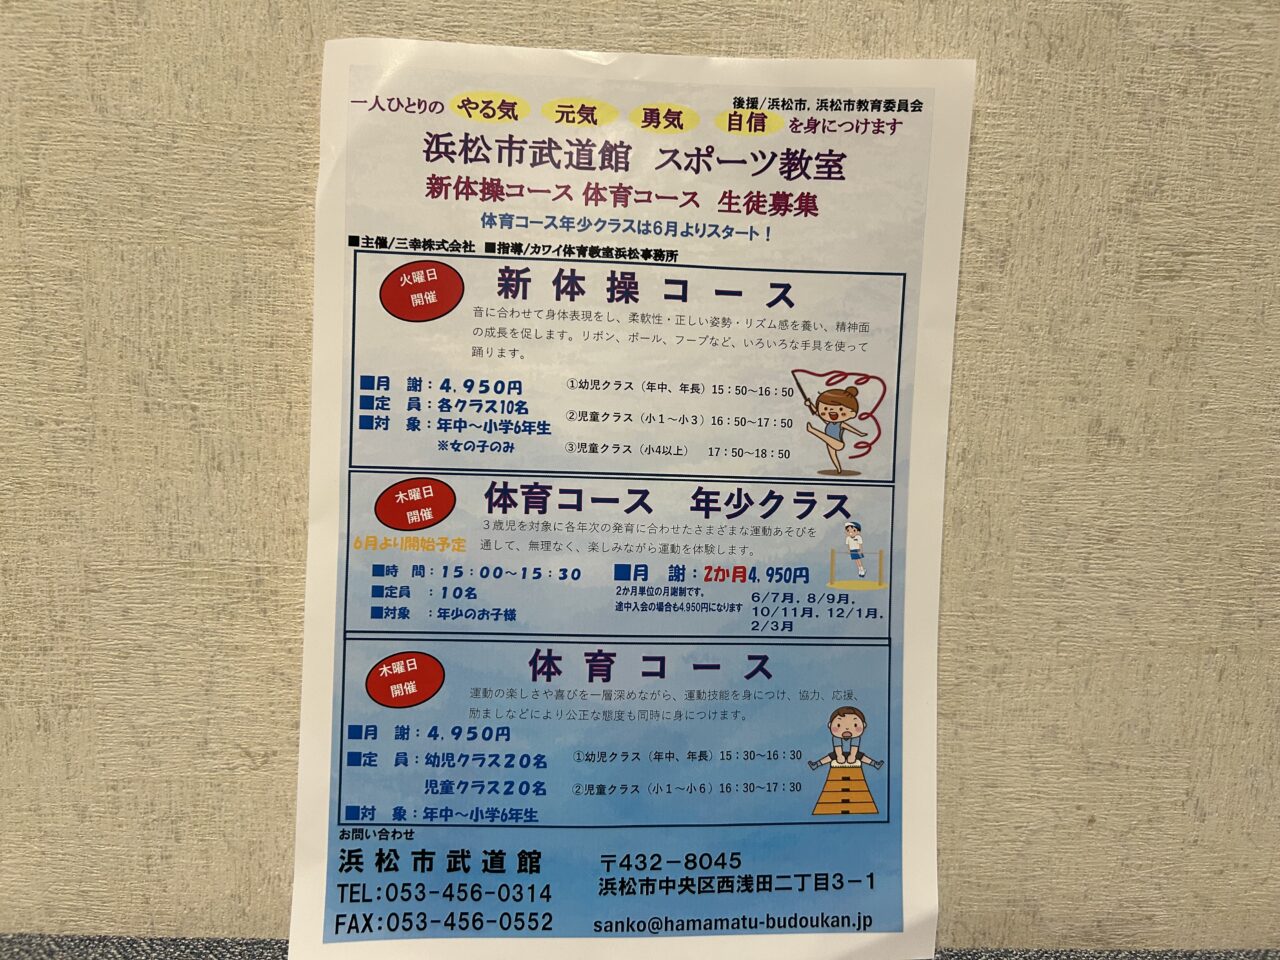 後援/浜松市，浜松市教育委員会
一人ひとりの やる気 元気 勇気 自信 を身につけます
浜松市武道館 スポーツ教室
新体操コース 体育コース 生徒募集
体育コース年少クラスは6月よりスタート！
■主催/三幸株式会社 ■指導/カワイ体育教室浜松事務所
火曜日
開催
新体操コース
音に合わせて身体表現をし、柔軟性・正しい姿勢・リズム感を養い、精神面
の成長を促します。リボン、ボール、フープなど、いろいろな手具を使って
踊ります。
■月 謝：4,950円
■定 員：各クラス10名
■対 象：年中～小学6年生
※女の子のみ
①幼児クラス（年中、年長）15：50～16：50
②児童クラス（小１～小３）16：50～17：50
③児童クラス（小4以上） 17：50～18：50
木曜日
開催
6月より開始予定
体育コース 年少クラス
３歳児を対象に各年次の発育に合わせたさまざまな運動あそびを
通して、無理なく、楽しみながら運動を体験します。
■時 間：15：00～15：30
■定員 ：10名
■対象 ：年少のお子様
■月 謝：2か月4,950円
2か月単位の月謝制です。
途中入会の場合も4.950円になります
6/7月．8/9月．
10/11月．12/1月．
2/3月
木曜日
開催
体育コース
運動の楽しさや喜びを一層深めながら、運動技能を身につけ、協力、応援、
励ましなどにより公正な態度も同時に身につけます。
■月 謝：4,950円
■定 員：幼児クラス20名
児童クラス20名
■対 象：年中～小学6年生
①幼児クラス（年中、年長）15：30～16：30
②児童クラス（小１～小６）16：30～17：30
お問い合わせ
浜松市武道館
TEL：053-456-0314
FAX：053-456-0552
〒432－8045
浜松市中央区西浅田二丁目３－１
sanko@hamamatu-budoukan.jp